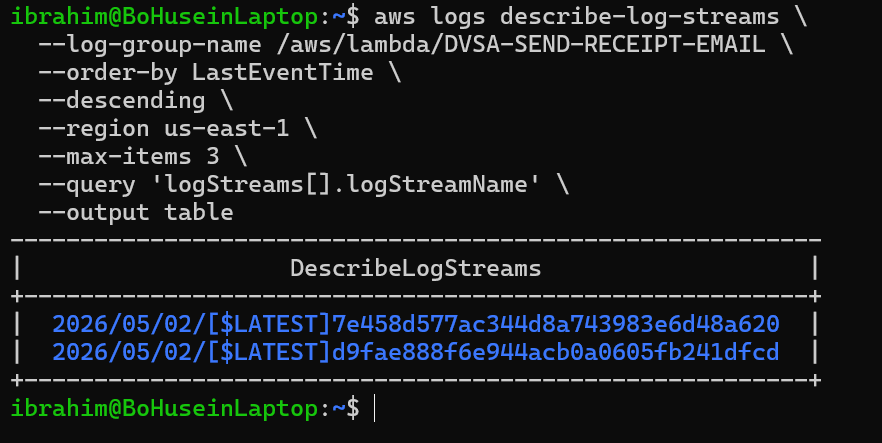 ibrahim@BoHuseinLaptop:~$ aws logs describe-log-streams \
  --log-group-name /aws/lambda/DVSA-SEND-RECEIPT-EMAIL \
  --order-by LastEventTime \
  --descending \
  --region us-east-1 \
  --max-items 3 \
  --query 'logStreams[].logStreamName' \
  --output table
----------------------------------------------------------
|                   DescribeLogStreams                   |
+--------------------------------------------------------+
|  2026/05/02/[$LATEST]7e458d577ac344d8a743983e6d48a620  |
|  2026/05/02/[$LATEST]d9fae888f6e944acb0a0605fb241dfcd  |
+--------------------------------------------------------+
ibrahim@BoHuseinLaptop:~$